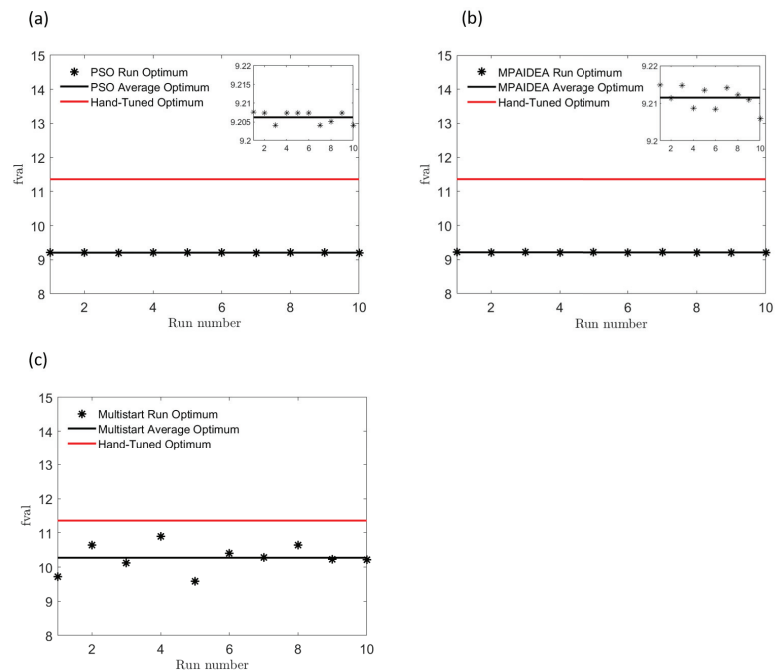 (a)
15
14
13
12
11
10
9
8
fval
PSO Run Optimum
PSO Average Optimum
Hand-Tuned Optimum
9.22
9.215
9.21
9.205
9.2
2 4 6 8 10
2 4 6 8 10
Run number
(b)
15
14
13
12
11
10
9
8
fval
MPAIDEA Run Optimum
MPAIDEA Average Optimum
Hand-Tuned Optimum
9.22
9.21
9.2
2 4 6 8 10
2 4 6 8 10
Run number
(c)
15
14
13
12
11
10
9
8
fval
Multistart Run Optimum
Multistart Average Optimum
Hand-Tuned Optimum
2 4 6 8 10
Run number